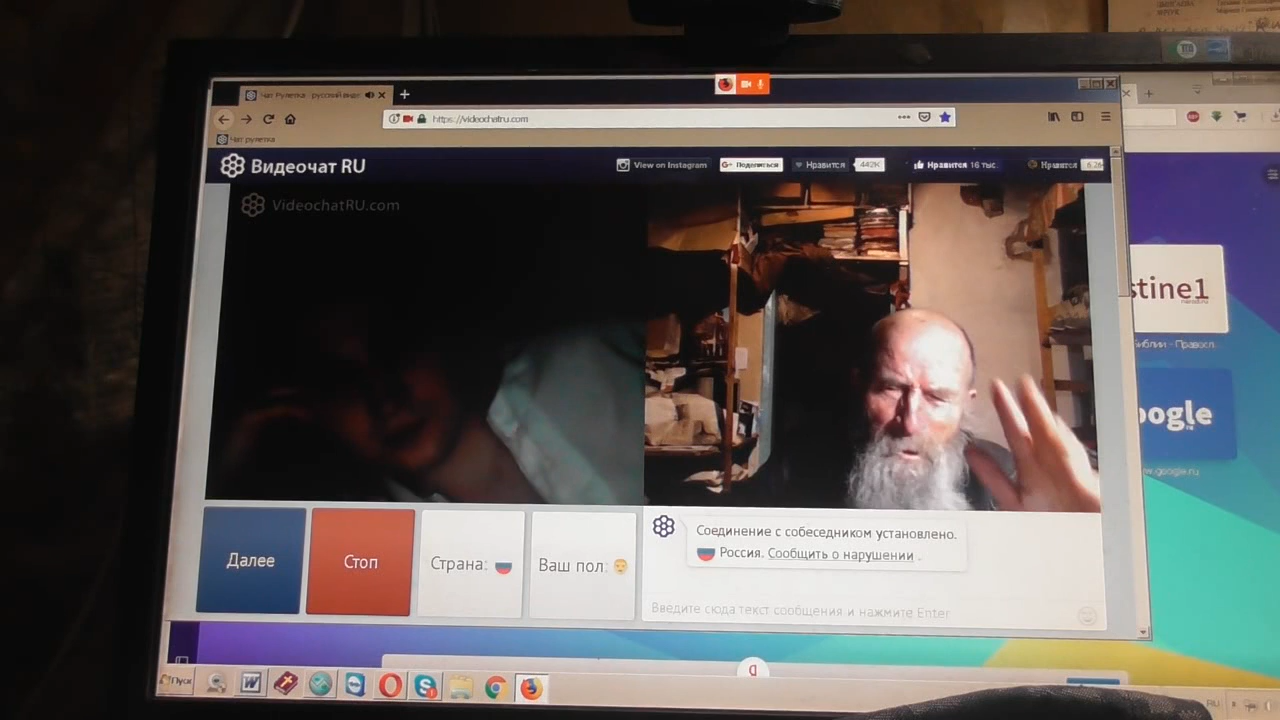 Чат Рулетка - русский виде
https://videochatru.com
Чат рулетка
Видеочат RU
View on Instagram
G+ Поделиться
Нравится
442K
Нравится 16 тыс.
Нравится
VideochatRU.com
stine1
oogle
w.google.ru
Далее
Стоп
Страна:
Ваш пол:
Соединение с собеседником установлено.
Россия. Сообщить о нарушении .
Введите сюда текст сообщения и нажмите Enter
Я
Пуск
RU